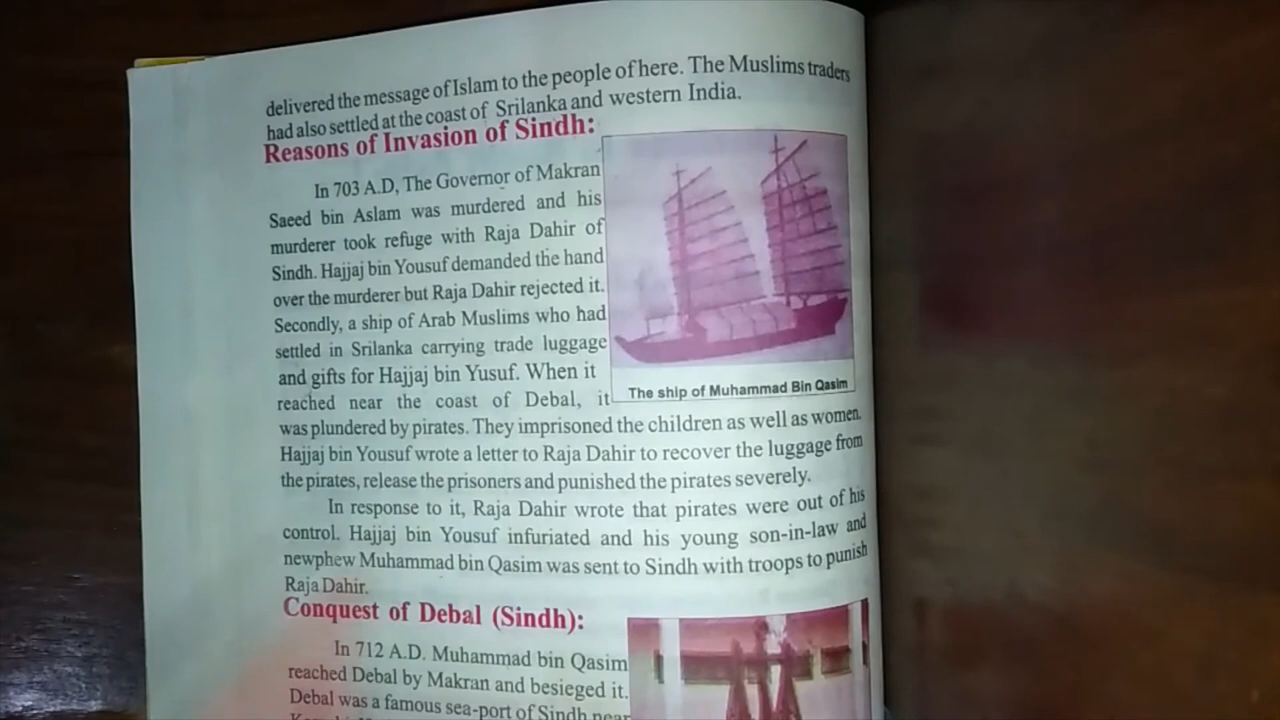 delivered the message of Islam to the people of here. The Muslims traders
had also settled at the coast of Srilanka and western India.
Reasons of Invasion of Sindh:
In 703 A.D, The Governor of Makran
Saeed bin Aslam was murdered and his
murderer took refuge with Raja Dahir of
Sindh. Hajjaj bin Yousuf demanded the hand
over the murderer but Raja Dahir rejected it.
Secondly, a ship of Arab Muslims who had
settled in Srilanka carrying trade luggage
and gifts for Hajjaj bin Yusuf. When it
reached near the coast of Debal, it
The ship of Muhammad Bin Qasim
was plundered by pirates. They imprisoned the children as well as women.
Hajjaj bin Yousuf wrote a letter to Raja Dahir to recover the luggage from
the pirates, release the prisoners and punished the pirates severely.
In response to it, Raja Dahir wrote that pirates were out of his
control. Hajjaj bin Yousuf infuriated and his young son-in-law and
newphew Muhammad bin Qasim was sent to Sindh with troops to punish
Raja Dahir.
Conquest of Debal (Sindh):
In 712 A.D. Muhammad bin Qasim
reached Debal by Makran and besieged it.
Debal was a famous sea-port of Sindh near